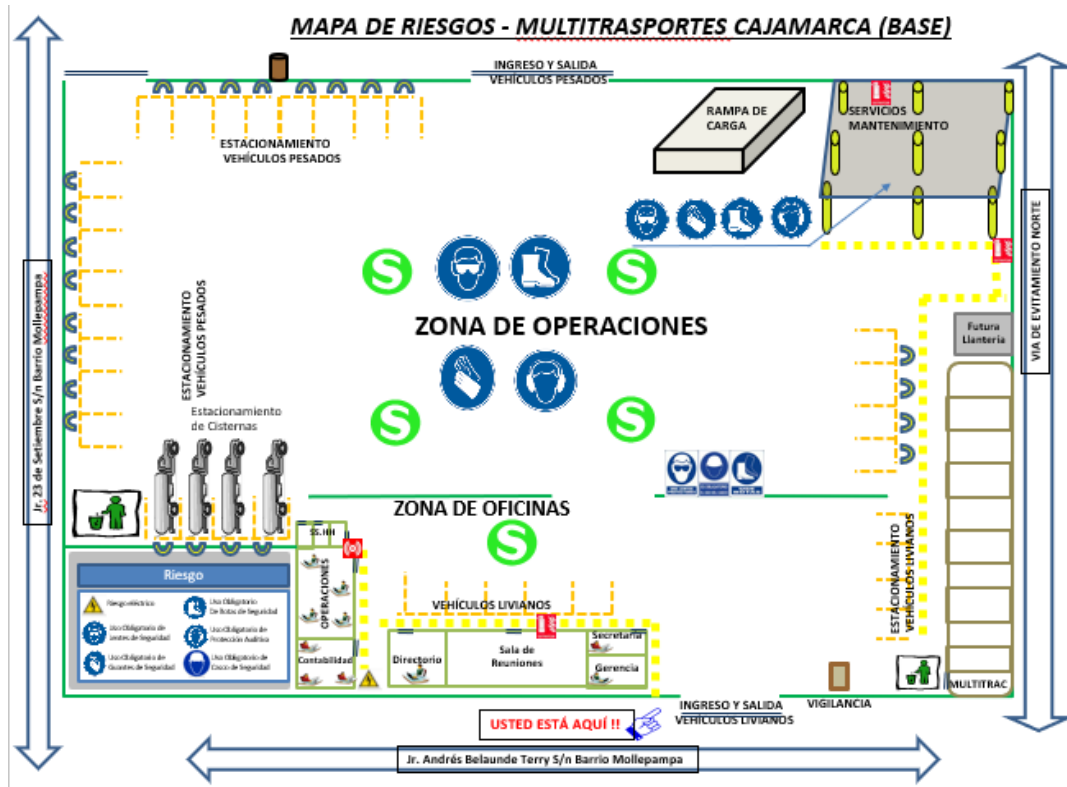 MAPA DE RIESGOS - MULTITRASPORTES CAJAMARCA (BASE)
INGRESO Y SALIDA
VEHÍCULOS PESADOS
RAMPA DE
CARGA
SERVICIOS
MANTENIMIENTO
ESTACIONAMIENTO
VEHÍCULOS PESADOS
S
S
ZONA DE OPERACIONES
S
S
ESTACIONAMIENTO
VEHÍCULOS PESADOS
Estacionamiento
de Cisternas
Futura
Llanteria
Jr. 23 de Setiembre S/n Barrio Mollepampa
VIA DE EVITAMIENTO NORTE
ZONA DE OFICINAS
S
SS.HH
OPERACIONES
Contabilidad
VEHÍCULOS LIVIANOS
ESTACIONAMIENTO
VEHÍCULOS LIVIANOS
Directorio
Sala de
Reuniones
Secretaria
Gerencia
Riesgo
Riesgo eléctrico
Uso Obligatorio
De Botas de Seguridad
Uso Obligatorio de
Lentes de Seguridad
Uso Obligatorio de
Protección Auditiva
Uso Obligatorio de
Guantes de Seguridad
Uso Obligatorio de
Casco de Seguridad
MULTITRAC
VIGILANCIA
INGRESO Y SALIDA
VEHÍCULOS LIVIANOS
USTED ESTÁ AQUÍ !!
Jr. Andrés Belaunde Terry S/n Barrio Mollepampa